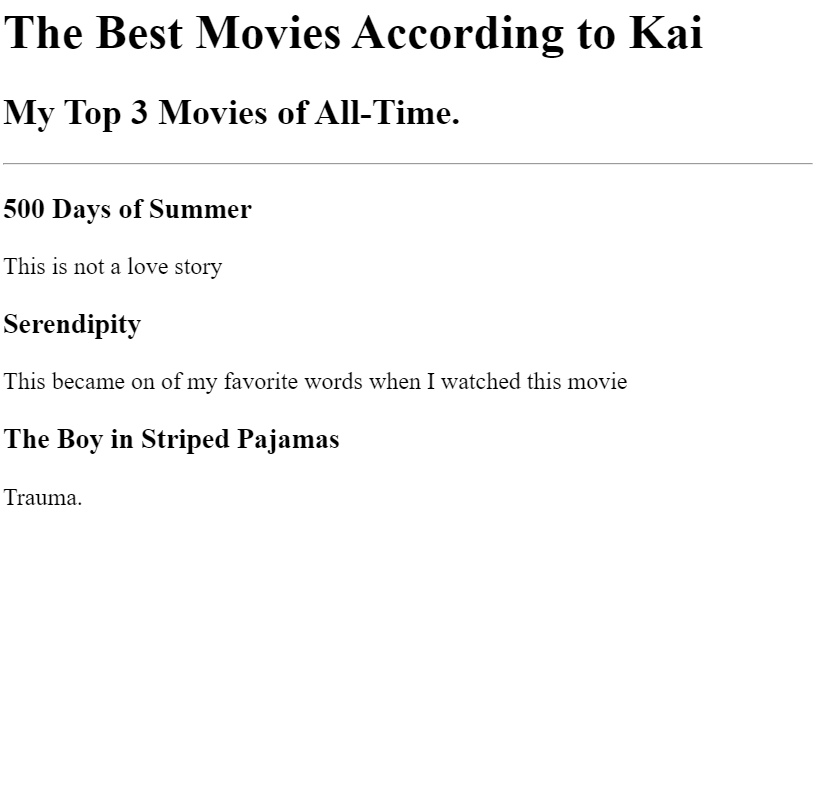 The Best Movies According to Kai
My Top 3 Movies of All-Time.
500 Days of Summer
This is not a love story
Serendipity
This became on of my favorite words when I watched this movie
The Boy in Striped Pajamas
Trauma.